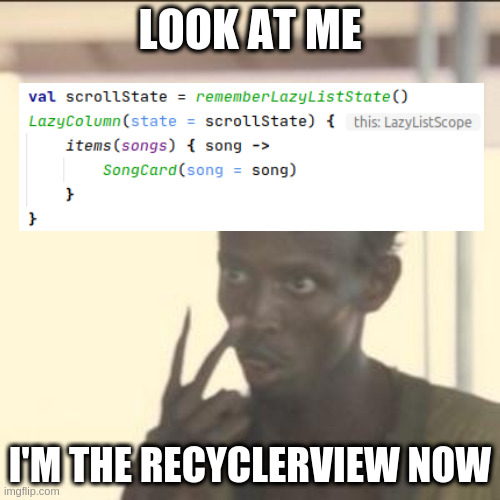 LOOK AT ME
val scrollState = rememberLazyListState()
LazyColumn(state = scrollState) { this: LazyListScope
items(songs) { song ->
SongCard(song = song)
}
}
I'M THE RECYCLERVIEW NOW
imgflip.com